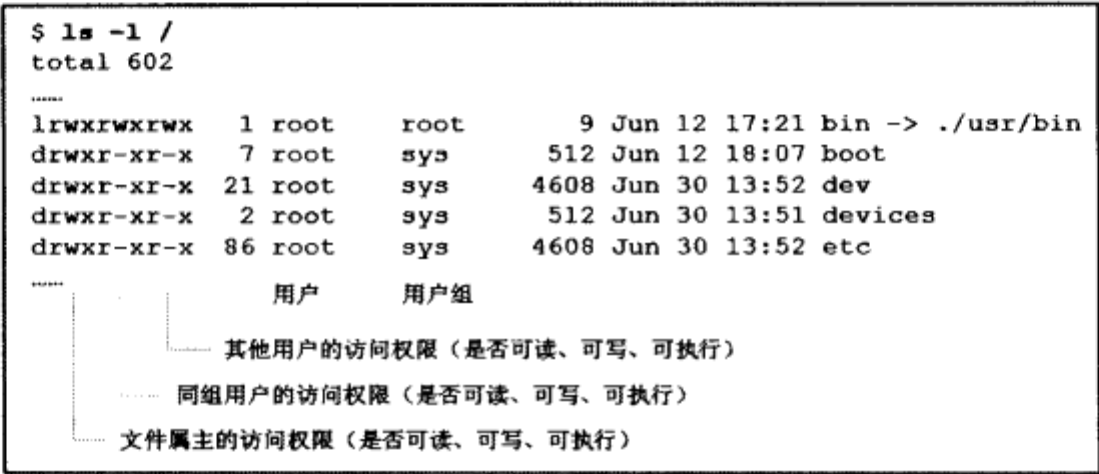 $ ls -l /
total 602
......
lrwxrwxrwx 1 root root 9 Jun 12 17:21 bin -> ./usr/bin
drwxr-xr-x 7 root sys 512 Jun 12 18:07 boot
drwxr-xr-x 21 root sys 4608 Jun 30 13:52 dev
drwxr-xr-x 2 root sys 512 Jun 30 13:51 devices
drwxr-xr-x 86 root sys 4608 Jun 30 13:52 etc
......
用户 用户组
其他用户的访问权限（是否可读、可写、可执行）
同组用户的访问权限（是否可读、可写、可执行）
文件属主的访问权限（是否可读、可写、可执行）